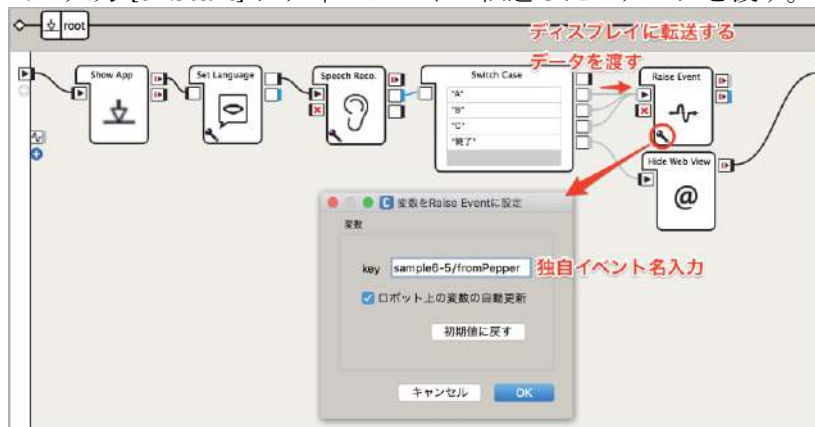 root
ディスプレイに転送する
データを渡す
Show App
Set Language
Speech Reco.
Switch Case
Raise Event
"A"
"B"
"C"
"終了"
Hide Web View
@
変数をRaise Eventに設定
変数
key
sample6-5/fromPepper
独自イベント名入力
ロボット上の変数の自動更新
初期値に戻す
キャンセル
OK